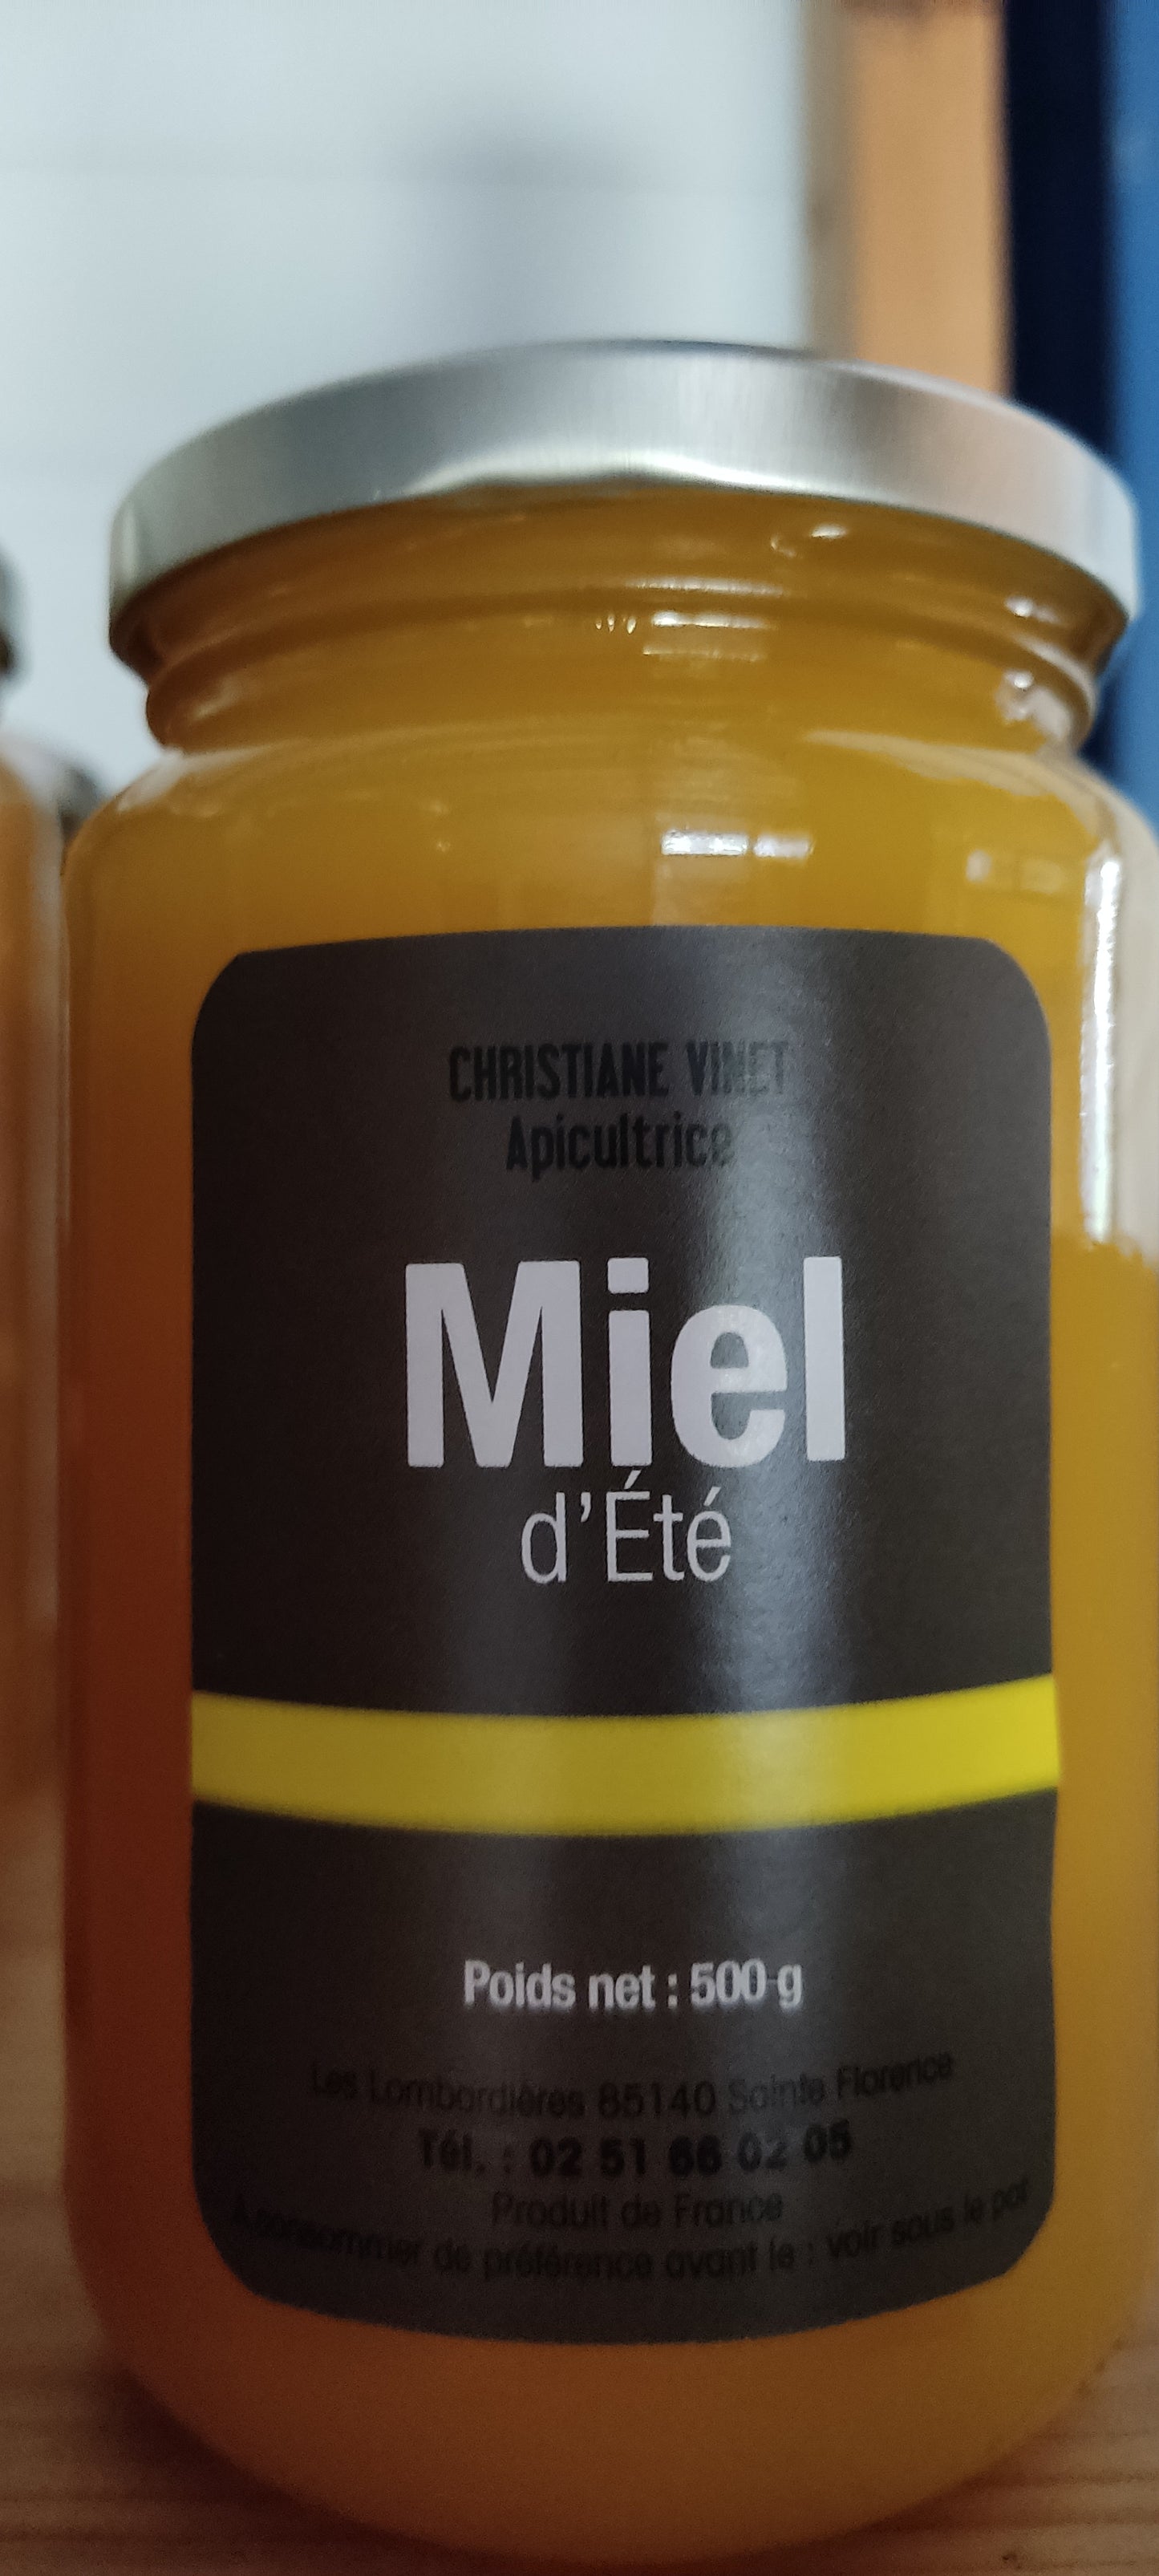 CHRISTIANE VINET
Apicultrice
Miel
d'Été
Poids net : 500 g
Les Lombardières 85140 Sainte Florence
Tél. : 02 51 66 02 05
Produit de France
A consommer de préférence avant le : voir sous le pot